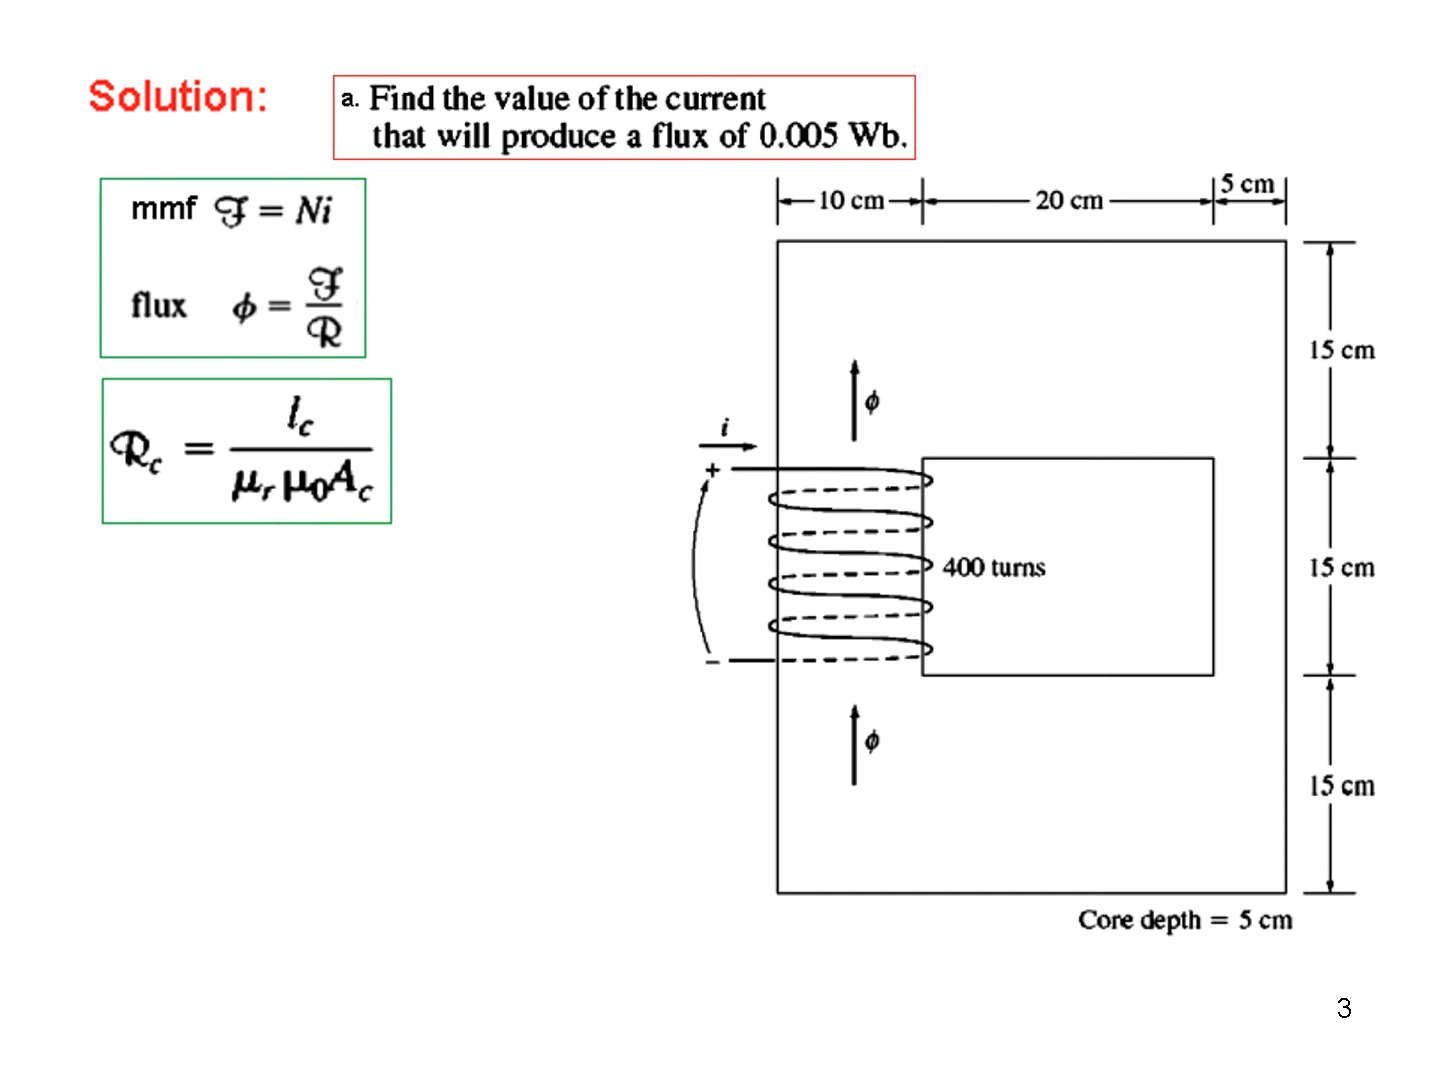 Solution:
a. Find the value of the current
that will produce a flux of 0.005 Wb.
mmf ℱ = Ni
flux ϕ = ℱ / ℛ
ℛc = lc / μr μ0Ac
10 cm 20 cm 5 cm
15 cm
ϕ
i
+
400 turns
15 cm
−
ϕ
15 cm
Core depth = 5 cm
3